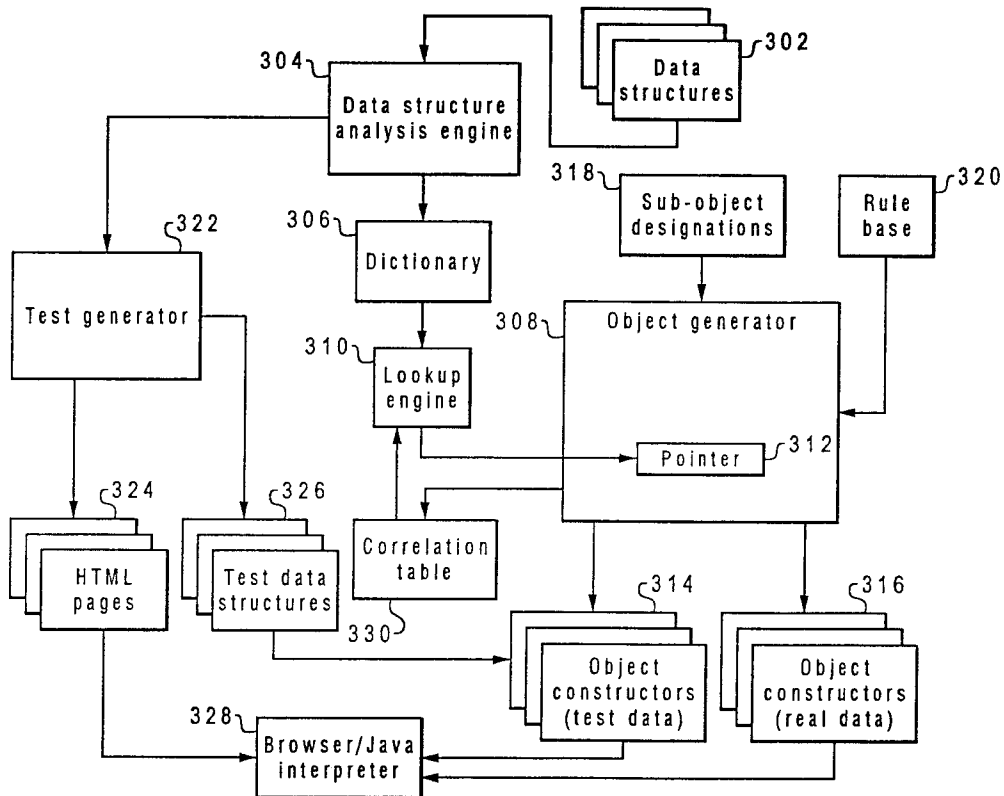 302
Data
structures
304
Data structure
analysis engine
318
Sub-object
designations
320
Rule
base
306
Dictionary
322
Test generator
308
Object generator
310
Lookup
engine
Pointer
312
324
HTML
pages
326
Test data
structures
Correlation
table
330
314
Object
constructors
(test data)
316
Object
constructors
(real data)
328
Browser/Java
interpreter